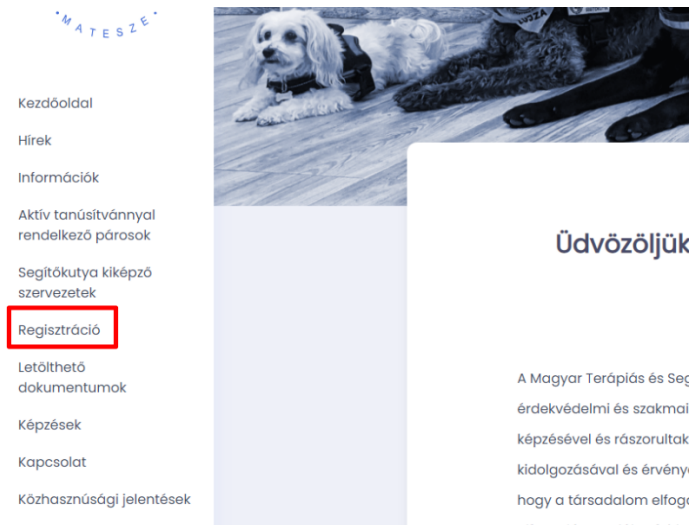 MATESZE
Kezdőoldal
Hírek
Információk
Aktív tanúsítvánnyal
rendelkező párosok
Segítőkutya kiképző
szervezetek
Regisztráció
Letölthető
dokumentumok
Képzések
Kapcsolat
Közhasznúsági jelentések
Üdvözöljük
A Magyar Terápiás és Seg
érdekvédelmi és szakmai
képzésével és rászorultak
kidolgozásával és érvény
hogy a társadalom elfoga